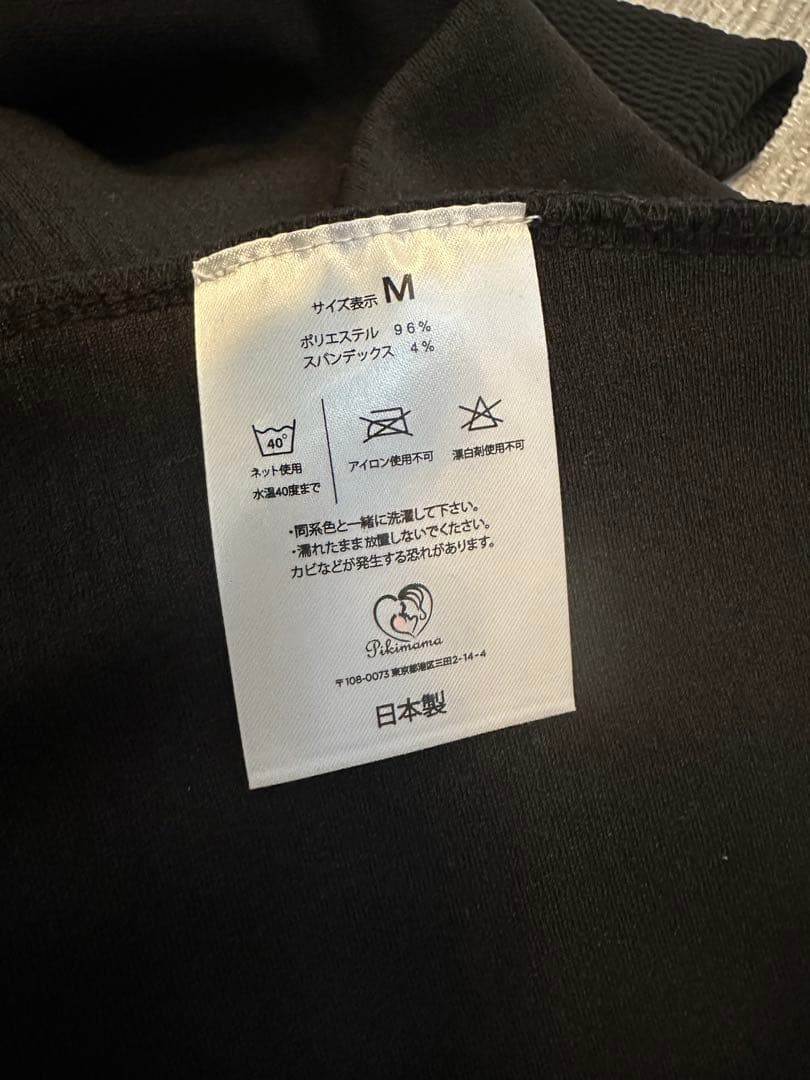 サイズ表示 M
ポリエステル 96%
スパンデックス 4%
40°
ネット使用
水温40度まで
アイロン使用不可
漂白剤使用不可
・同系色と一緒に洗濯して下さい。
・濡れたまま放置しないでください。
カビなどが発生する恐れがあります。
Pikimama
〒108-0073 東京都港区三田2-14-4
日本製